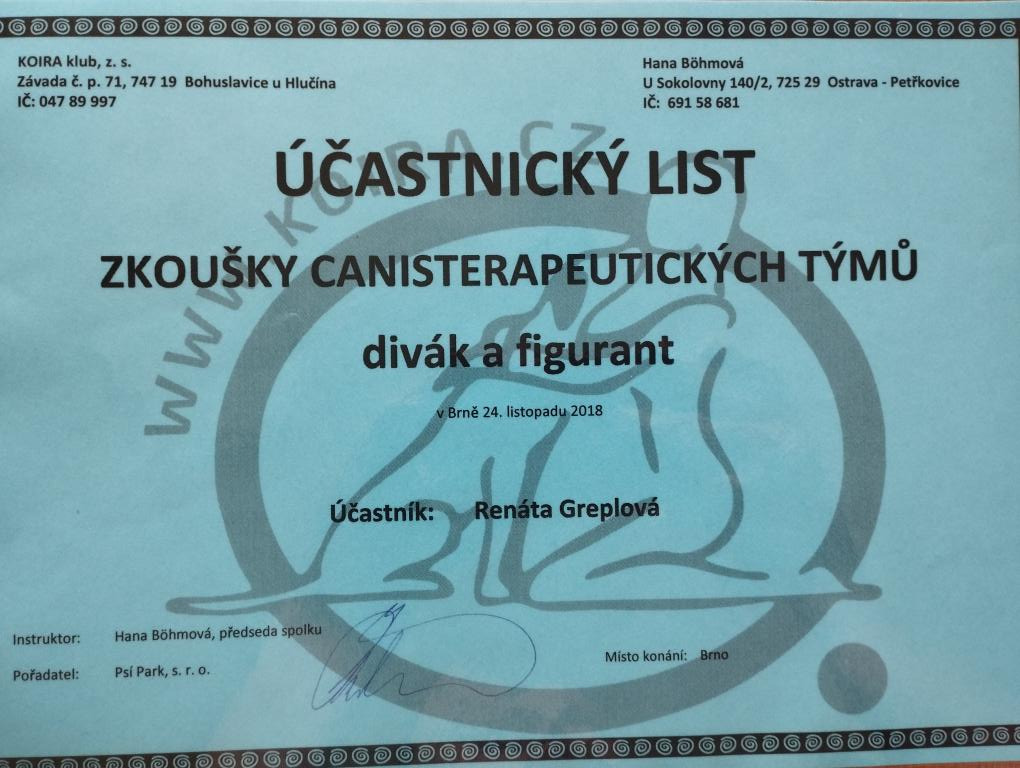 KOIRA klub, z. s.
Závada č. p. 71, 747 19 Bohuslavice u Hlučína
IČ: 047 89 997
Hana Böhmová
U Sokolovny 140/2, 725 29 Ostrava - Petřkovice
IČ: 691 58 681
WWW.KOIRA.CZ
ÚČASTNICKÝ LIST
ZKOUŠKY CANISTERAPEUTICKÝCH TÝMŮ
divák a figurant
v Brně 24. listopadu 2018
Účastník: Renáta Greplová
Instruktor: Hana Böhmová, předseda spolku
Pořadatel: Psí Park, s. r. o.
Místo konání: Brno